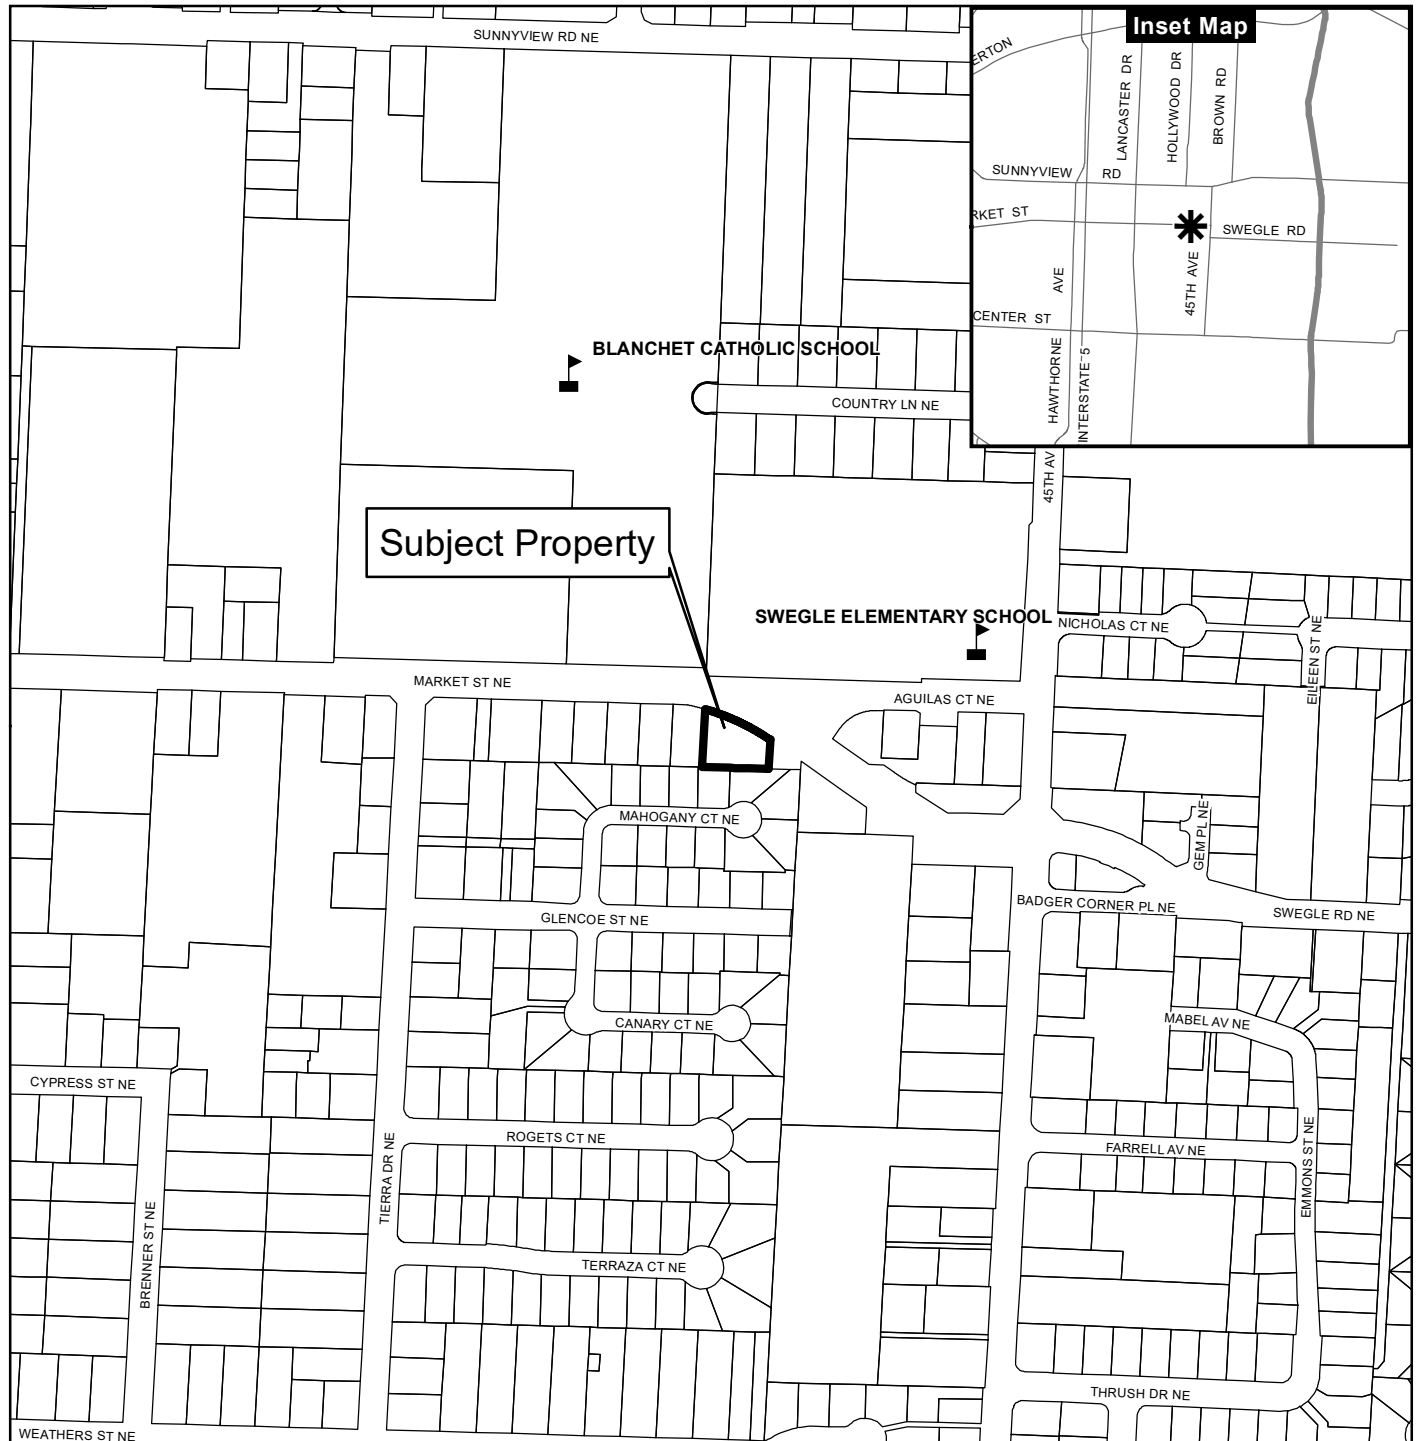 SUNNYVIEW RD NE
Inset Map
ERTON
LANCASTER DR
HOLLYWOOD DR
BROWN RD
SUNNYVIEW RD
RKET ST
SWEGLE RD
45TH AVE
HAWTHORNE AVE
CENTER ST
INTERSTATE 5
BLANCHET CATHOLIC SCHOOL
COUNTRY LN NE
45TH AV
Subject Property
SWEGLE ELEMENTARY SCHOOL
NICHOLAS CT NE
EILEEN ST NE
MARKET ST NE
AGUILAS CT NE
MAHOGANY CT NE
GEM PL NE
GLENCOE ST NE
BADGER CORNER PL NE
SWEGLE RD NE
CANARY CT NE
MABEL AV NE
CYPRESS ST NE
ROGETS CT NE
TIERRA DR NE
FARRELL AV NE
EMMONS ST NE
BRENNER ST NE
TERRAZA CT NE
THRUSH DR NE
WEATHERS ST NE